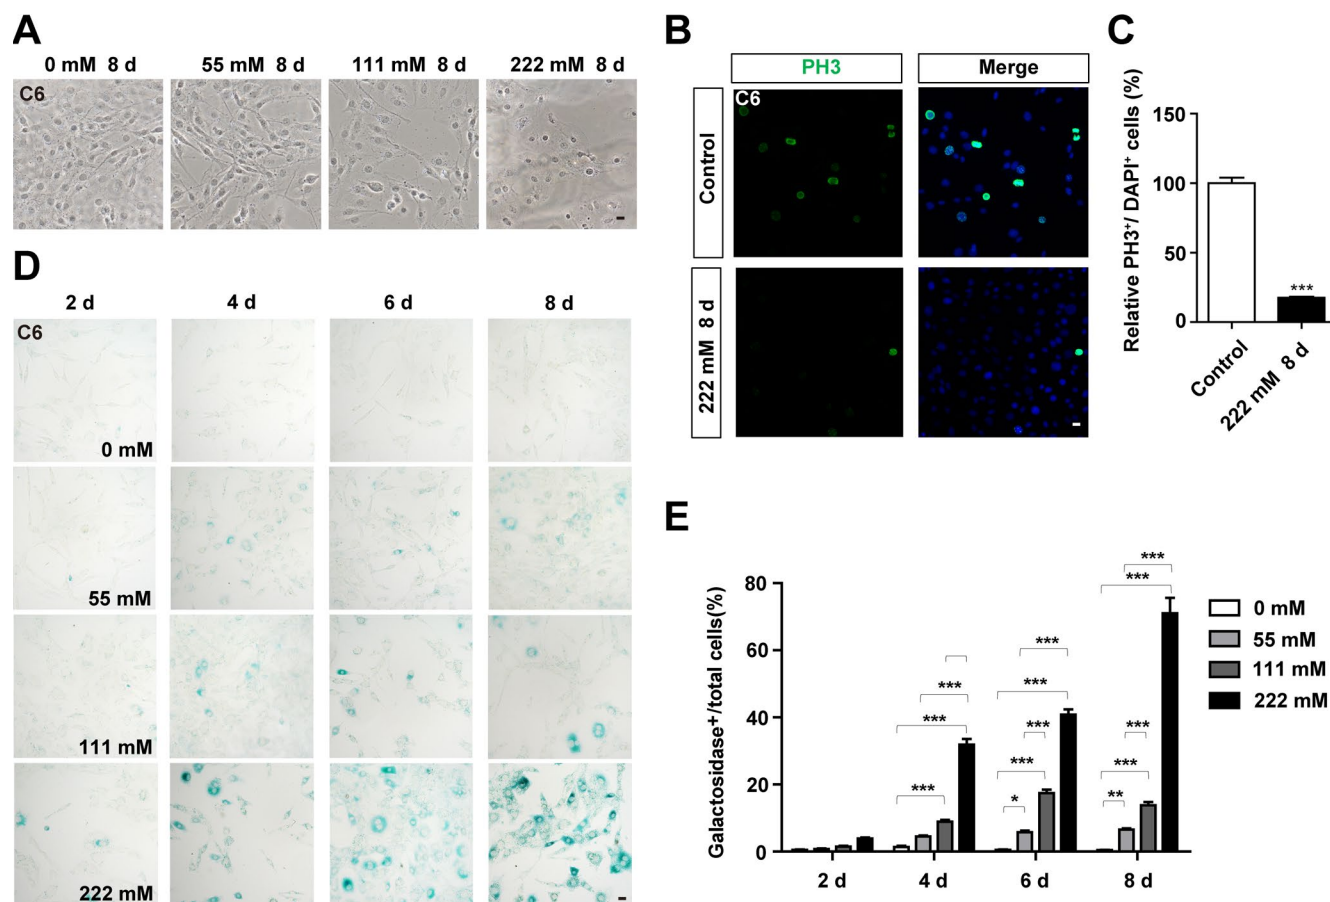 A
0 mM 8 d
55 mM 8 d
111 mM 8 d
222 mM 8 d
C6
B
PH3
Merge
C6
Control
222 mM 8 d
C
Relative PH3⁺/ DAPI⁺ cells (%)
150
100
50
0
***
Control
222 mM 8 d
D
2 d
4 d
6 d
8 d
C6
0 mM
55 mM
111 mM
222 mM
E
Galactosidase⁺/total cells(%)
80
60
40
20
0
***
***
***
***
***
***
***
*
***
***
***
***
**
2 d
4 d
6 d
8 d
0 mM
55 mM
111 mM
222 mM